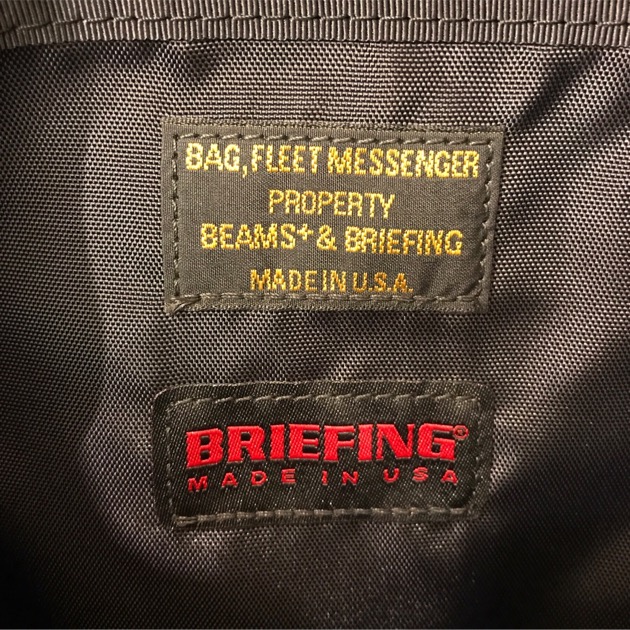 BAG, FLEET MESSENGER
PROPERTY
BEAMS+ & BRIEFING
MADE IN U.S.A.
BRIEFING®
MADE IN USA